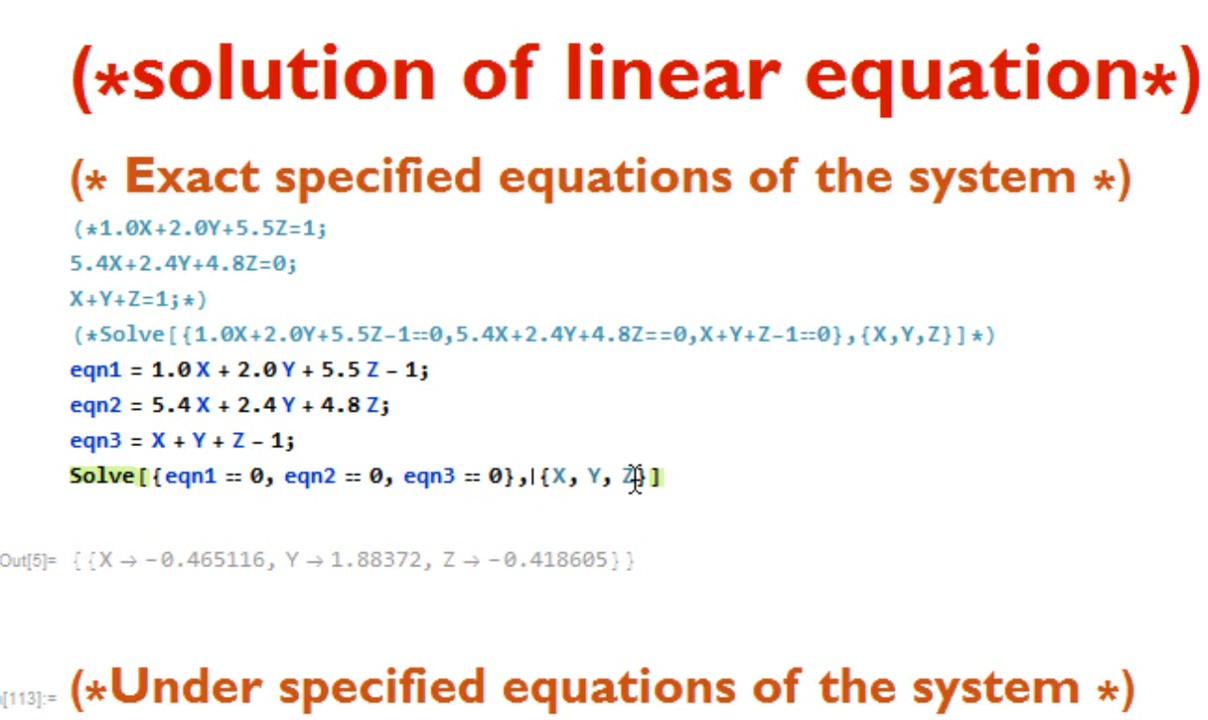 (*solution of linear equation*)
(* Exact specified equations of the system *)
(*1.0X+2.0Y+5.5Z=1;
5.4X+2.4Y+4.8Z=0;
X+Y+Z=1;*)
(*Solve[{1.0X+2.0Y+5.5Z-1==0,5.4X+2.4Y+4.8Z==0,X+Y+Z-1==0},{X,Y,Z}]*)
eqn1 = 1.0 X + 2.0 Y + 5.5 Z - 1;
eqn2 = 5.4 X + 2.4 Y + 4.8 Z;
eqn3 = X + Y + Z - 1;
Solve[{eqn1 == 0, eqn2 == 0, eqn3 == 0}, {X, Y, Z}]
Out[5]= {{X → -0.465116, Y → 1.88372, Z → -0.418605}}
[113]:= (*Under specified equations of the system *)